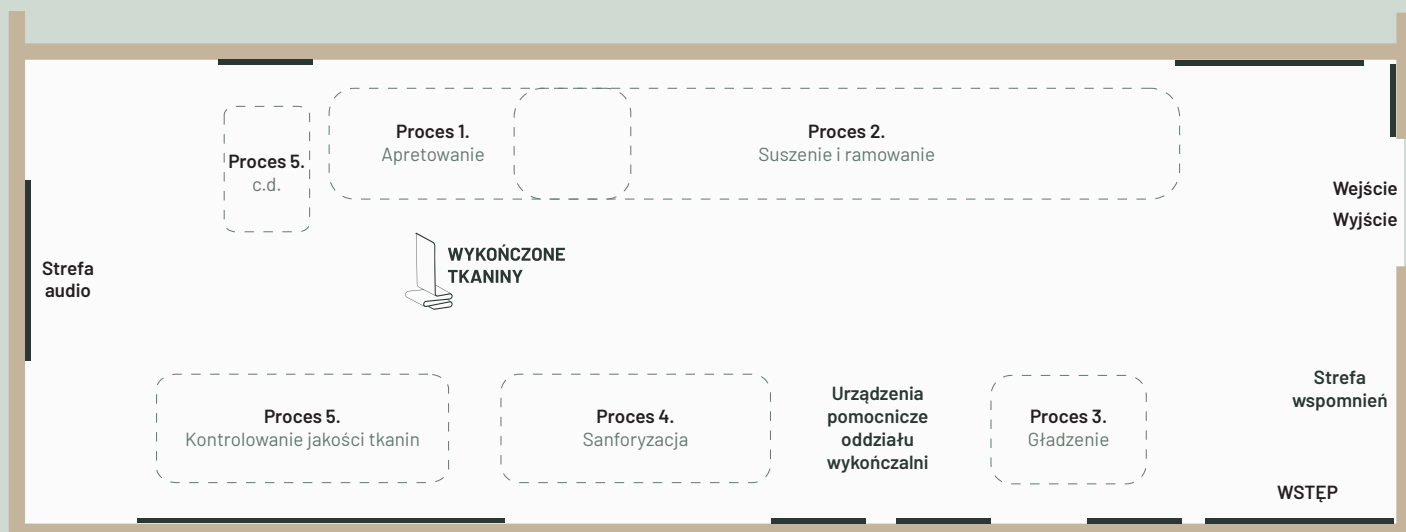 Proces 1.
Apretowanie
Proces 2.
Suszenie i ramowanie
Proces 5.
c.d.
Wejście
Wyjście
WYKOŃCZONE
TKANINY
Strefa
audio
Proces 5.
Kontrolowanie jakości tkanin
Proces 4.
Sanforyzacja
Urządzenia
pomocnicze
oddziału
wykończalni
Proces 3.
Gładzenie
Strefa
wspomnień
WSTĘP